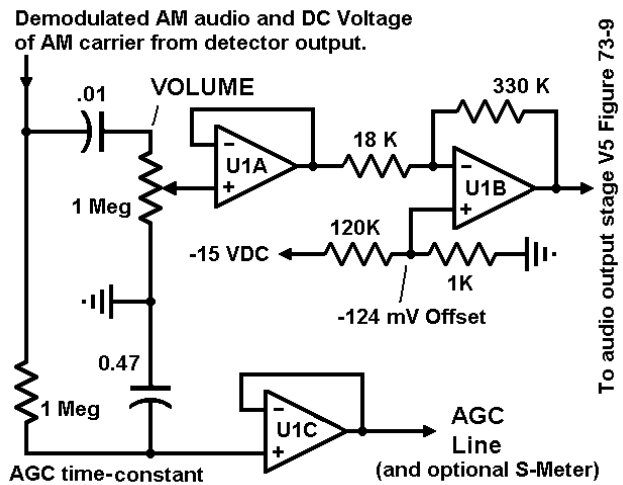 Demodulated AM audio and DC Voltage
of AM carrier from detector output.
.01
VOLUME
1 Meg
-
U1A
+
18 K
330 K
-
U1B
+
120K
-15 VDC
1K
-124 mV Offset
To audio output stage V5 Figure 73-9
0.47
1 Meg
-
U1C
+
AGC
Line
(and optional S-Meter)
AGC time-constant